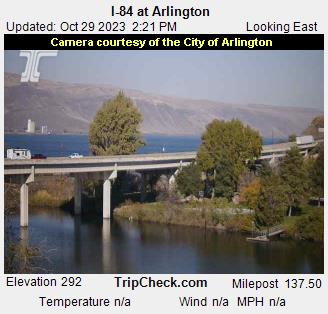 I-84 at Arlington
Updated: Oct 29 2023 2:21 PM Looking East
Camera courtesy of the City of Arlington
Elevation 292 TripCheck.com Milepost 137.50
Temperature n/a Wind n/a MPH n/a